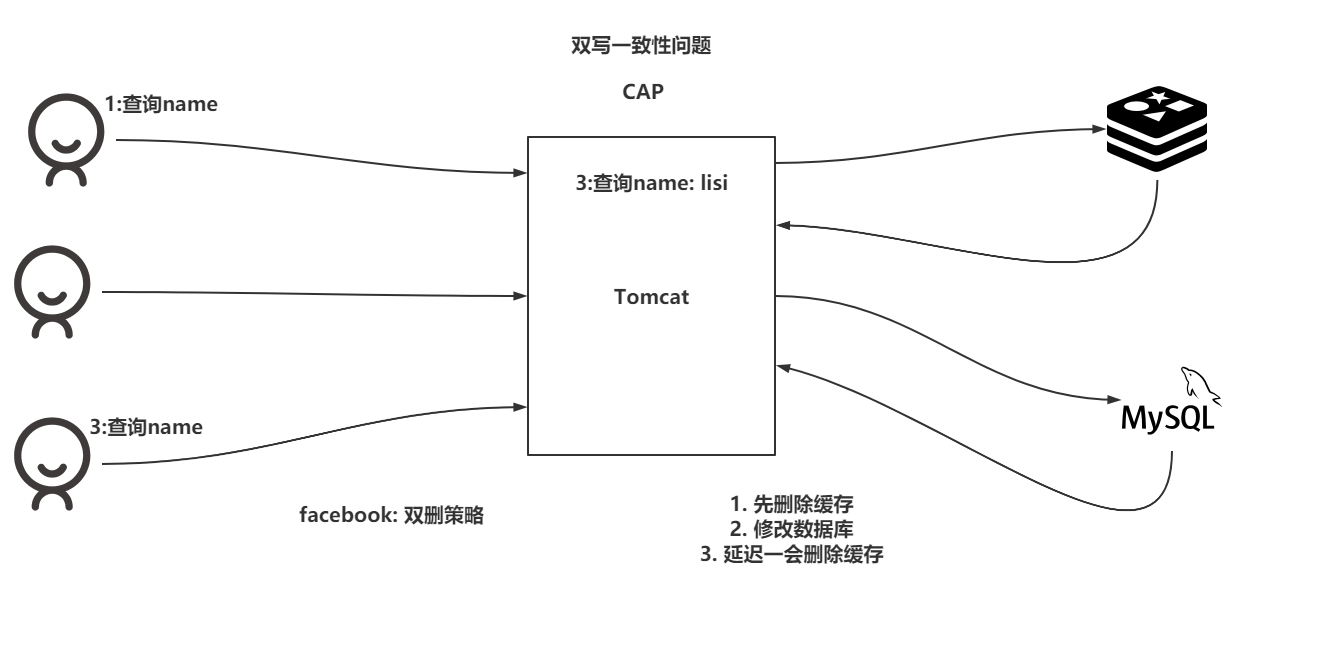 双写一致性问题
CAP
1:查询name
3:查询name: lisi
Tomcat
MySQL
3:查询name
facebook: 双删策略
1. 先删除缓存
2. 修改数据库
3. 延迟一会删除缓存